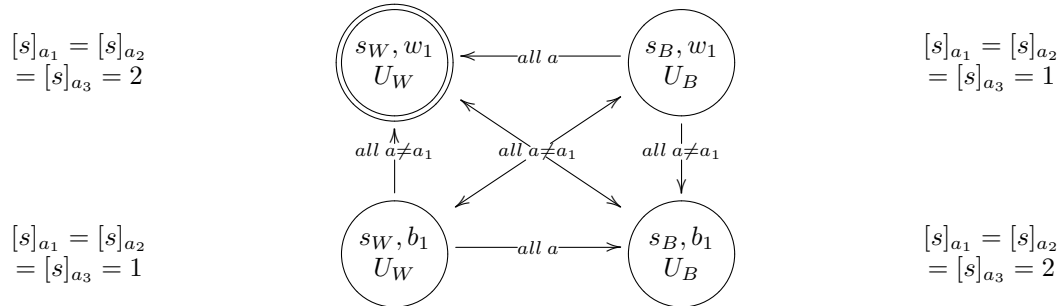 [s]_{a_1} = [s]_{a_2}
= [s]_{a_3} = 2
s_W, w_1
U_W
all a
s_B, w_1
U_B
[s]_{a_1} = [s]_{a_2}
= [s]_{a_3} = 1
all a≠a_1
all a≠a_1
all a≠a_1
[s]_{a_1} = [s]_{a_2}
= [s]_{a_3} = 1
s_W, b_1
U_W
all a
s_B, b_1
U_B
[s]_{a_1} = [s]_{a_2}
= [s]_{a_3} = 2